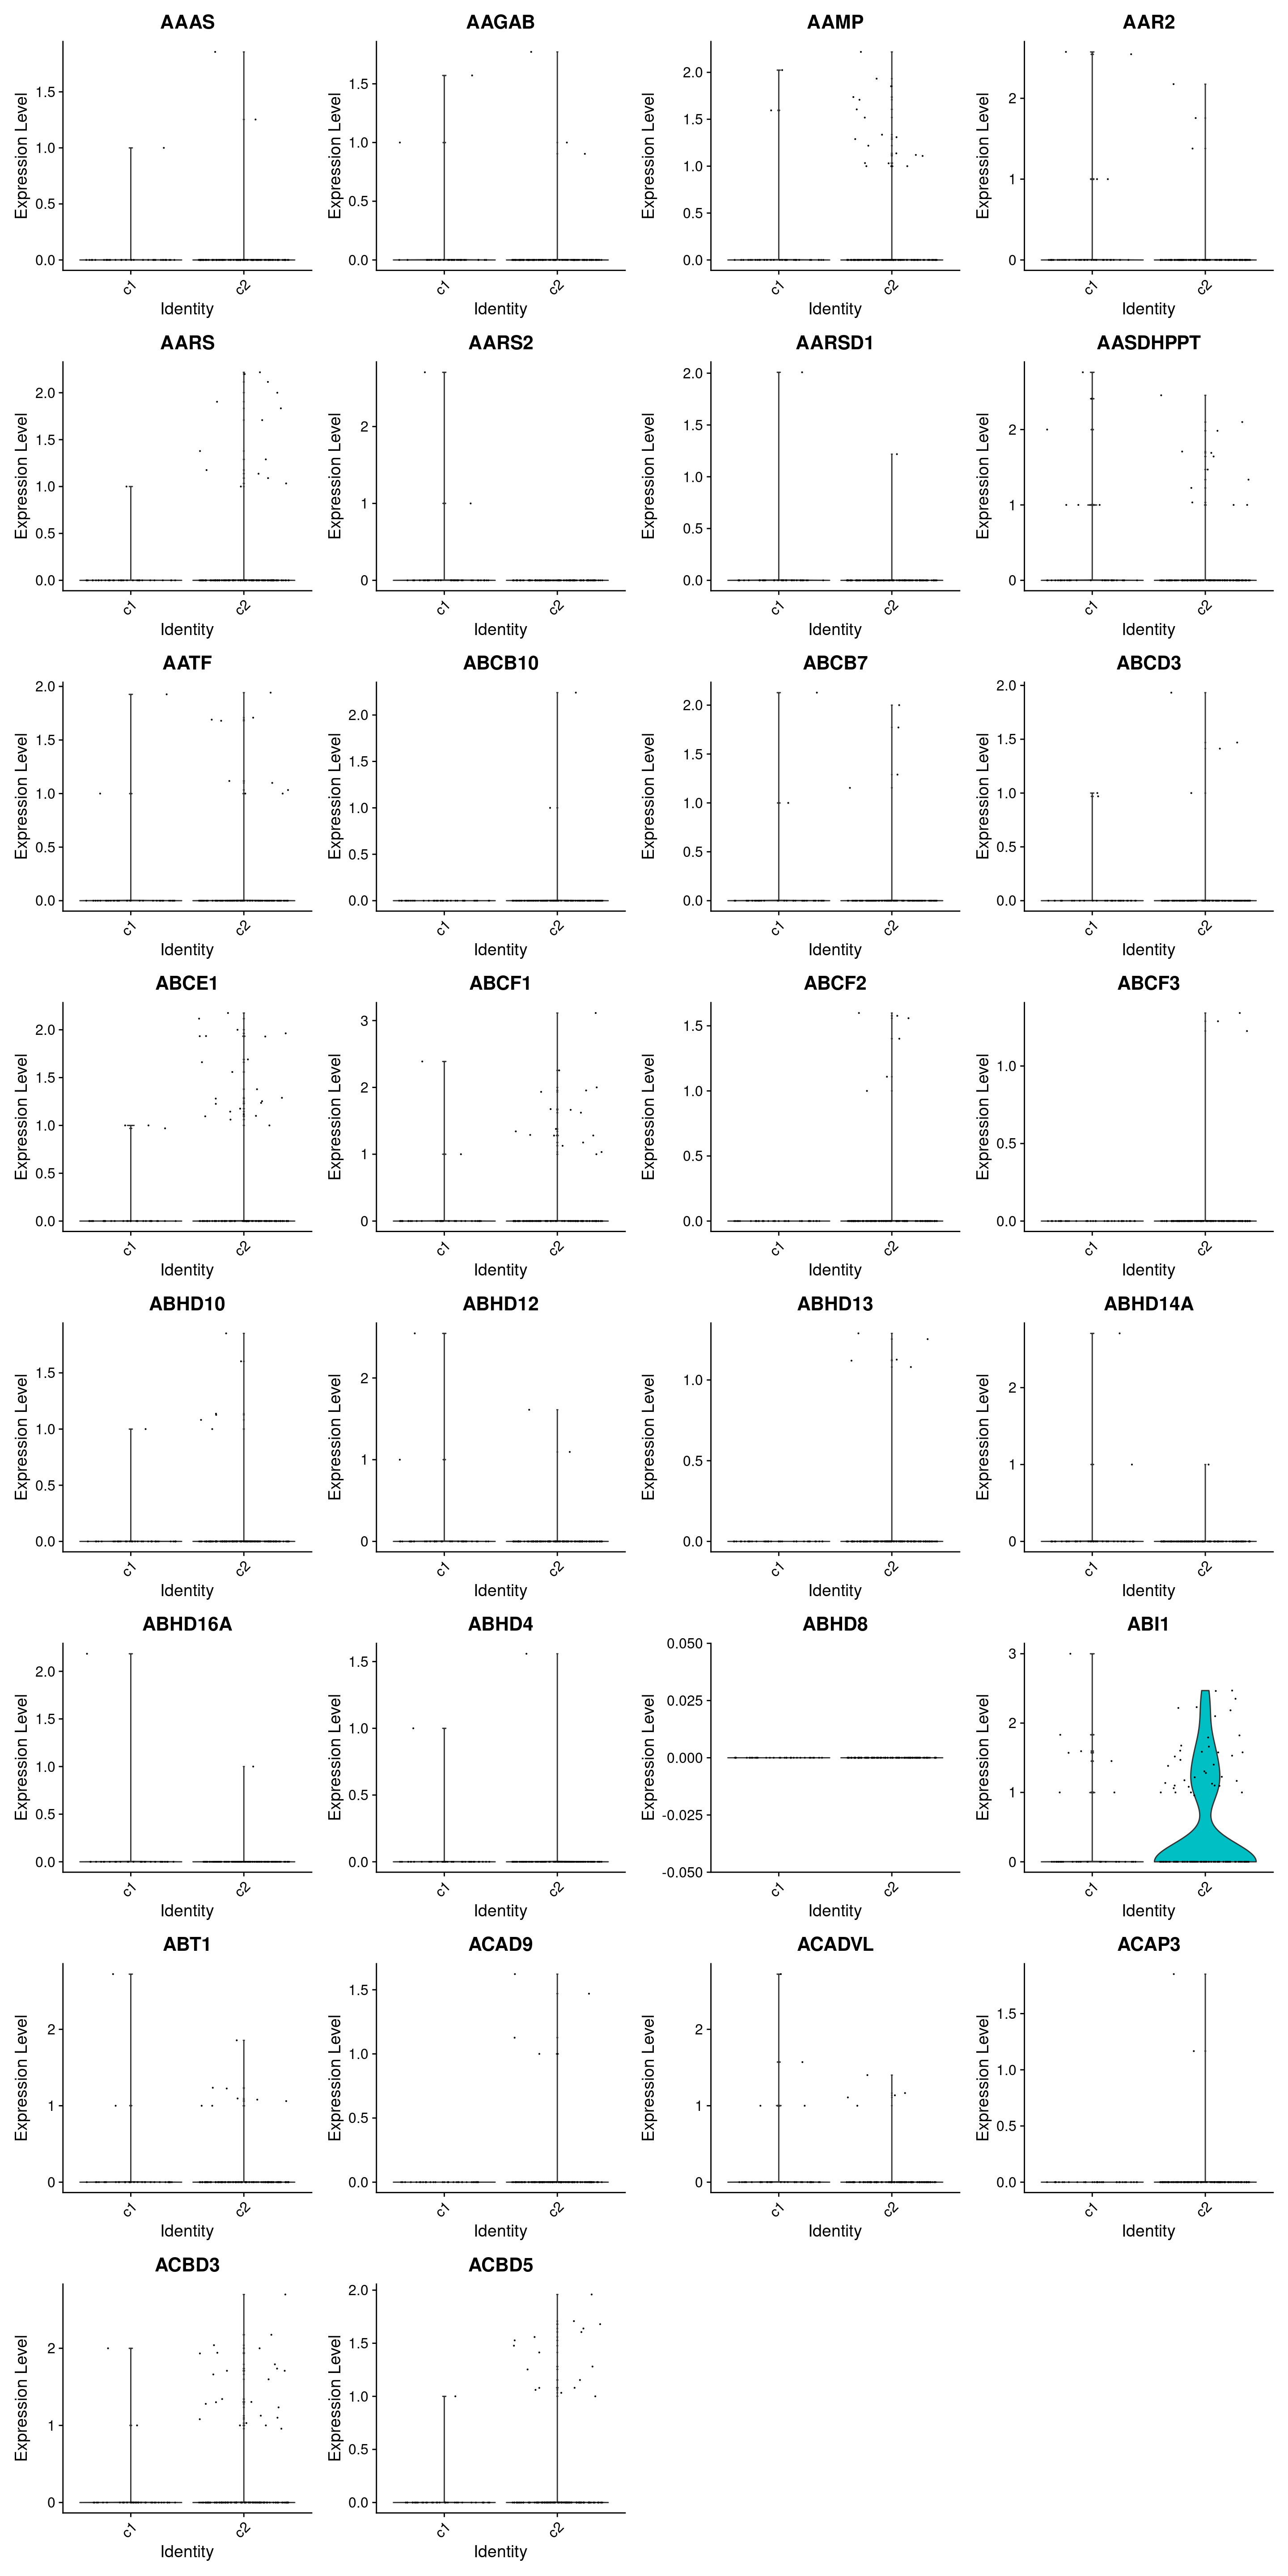 AAAS
Expression Level
1.5
1.0
0.5
0.0
c1
c2
Identity
AAGAB
Expression Level
1.5
1.0
0.5
0.0
c1
c2
Identity
AAMP
Expression Level
2.0
1.5
1.0
0.5
0.0
c1
c2
Identity
AAR2
Expression Level
2
1
0
c1
c2
Identity
AARS
Expression Level
2.0
1.5
1.0
0.5
0.0
c1
c2
Identity
AARS2
Expression Level
2
1
0
c1
c2
Identity
AARSD1
Expression Level
2.0
1.5
1.0
0.5
0.0
c1
c2
Identity
AASDHPPT
Expression Level
2
1
0
c1
c2
Identity
AATF
Expression Level
2.0
1.5
1.0
0.5
0.0
c1
c2
Identity
ABCB10
Expression Level
2.0
1.5
1.0
0.5
0.0
c1
c2
Identity
ABCB7
Expression Level
2.0
1.5
1.0
0.5
0.0
c1
c2
Identity
ABCD3
Expression Level
2.0
1.5
1.0
0.5
0.0
c1
c2
Identity
ABCE1
Expression Level
2.0
1.5
1.0
0.5
0.0
c1
c2
Identity
ABCF1
Expression Level
3
2
1
0
c1
c2
Identity
ABCF2
Expression Level
1.5
1.0
0.5
0.0
c1
c2
Identity
ABCF3
Expression Level
1.0
0.5
0.0
c1
c2
Identity
ABHD10
Expression Level
1.5
1.0
0.5
0.0
c1
c2
Identity
ABHD12
Expression Level
2
1
0
c1
c2
Identity
ABHD13
Expression Level
1.0
0.5
0.0
c1
c2
Identity
ABHD14A
Expression Level
2
1
0
c1
c2
Identity
ABHD16A
Expression Level
2.0
1.5
1.0
0.5
0.0
c1
c2
Identity
ABHD4
Expression Level
1.5
1.0
0.5
0.0
c1
c2
Identity
ABHD8
Expression Level
0.050
0.025
0.000
-0.025
-0.050
c1
c2
Identity
ABI1
Expression Level
3
2
1
0
c1
c2
Identity
ABT1
Expression Level
2
1
0
c1
c2
Identity
ACAD9
Expression Level
1.5
1.0
0.5
0.0
c1
c2
Identity
ACADVL
Expression Level
2
1
0
c1
c2
Identity
ACAP3
Expression Level
1.5
1.0
0.5
0.0
c1
c2
Identity
ACBD3
Expression Level
2
1
0
c1
c2
Identity
ACBD5
Expression Level
2.0
1.5
1.0
0.5
0.0
c1
c2
Identity